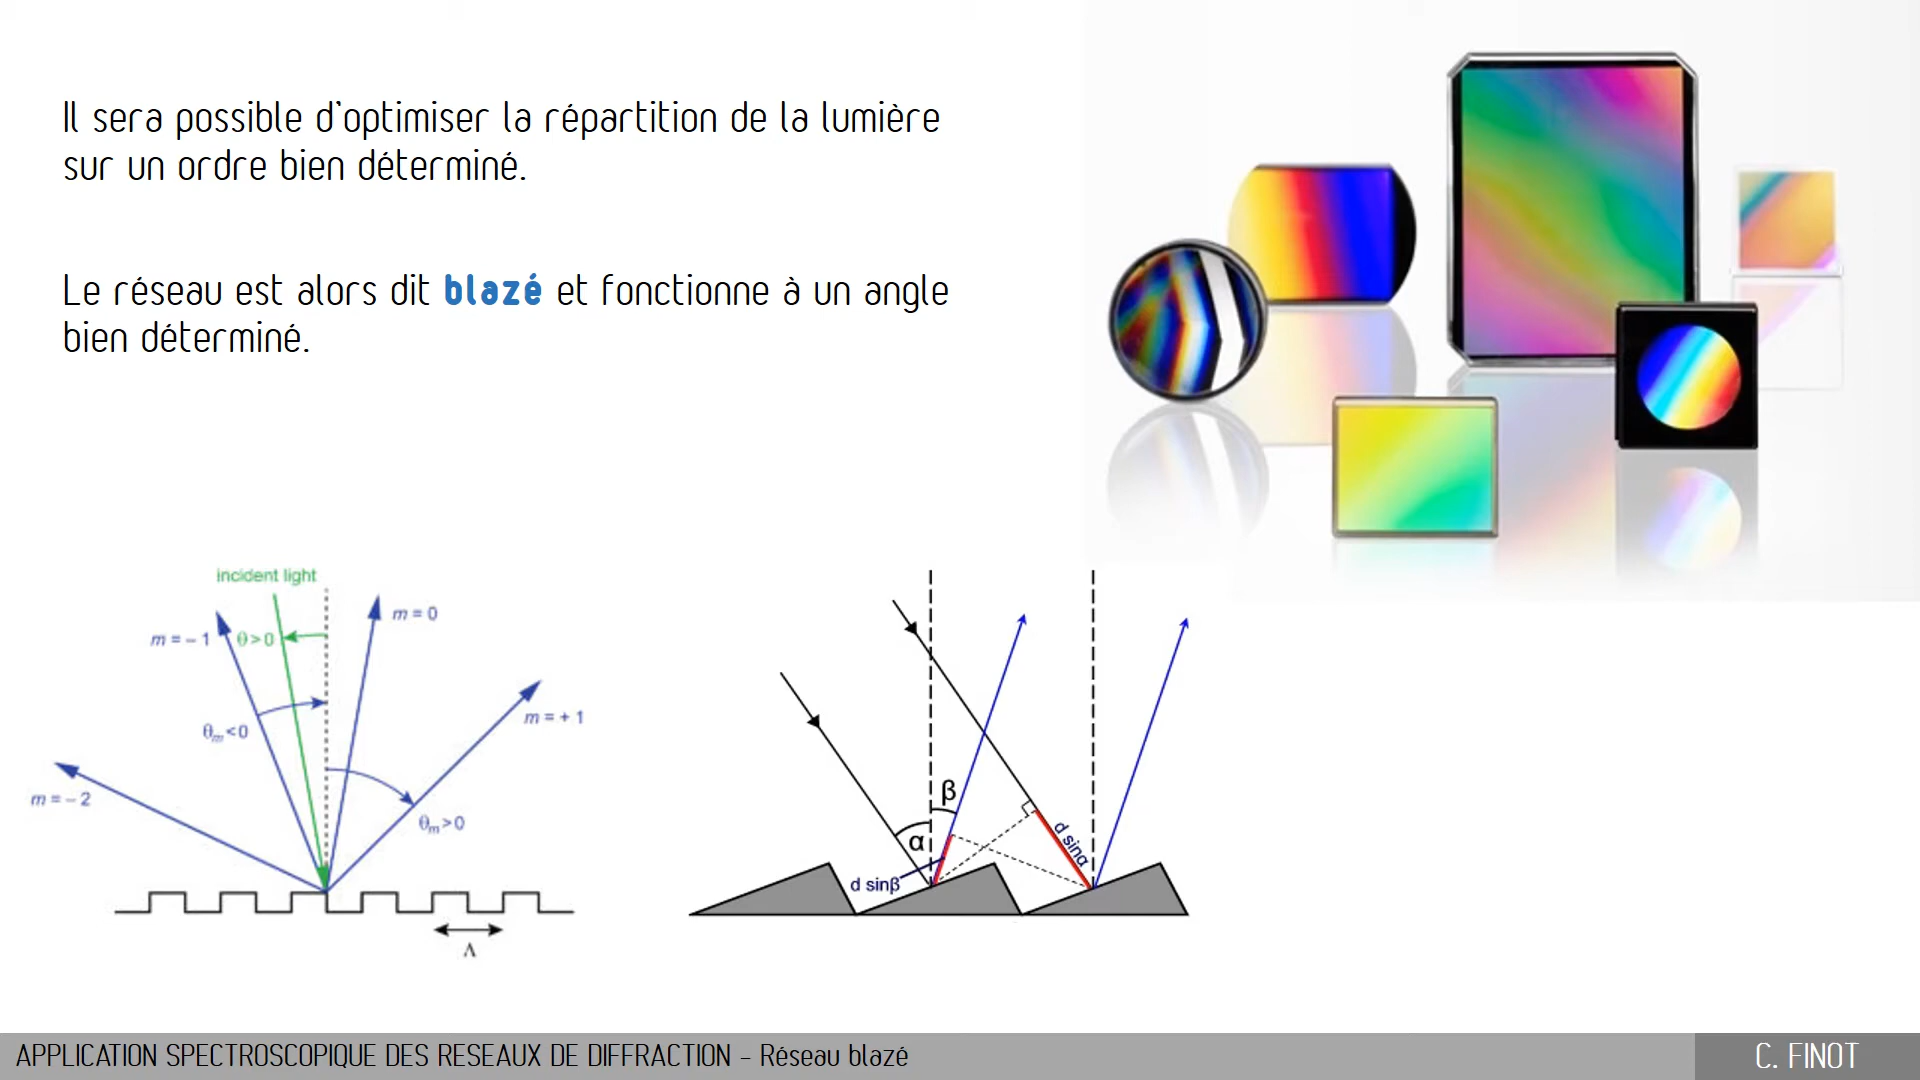 Il sera possible d'optimiser la répartition de la lumière
sur un ordre bien déterminé.
Le réseau est alors dit blazé et fonctionne à un angle
bien déterminé.
incident light
m = 0
m = – 1
θ>0
m = + 1
θm<0
m = – 2
θm>0
Λ
β
α
d sinα
d sinβ
APPLICATION SPECTROSCOPIQUE DES RESEAUX DE DIFFRACTION - Réseau blazé
C. FINOT